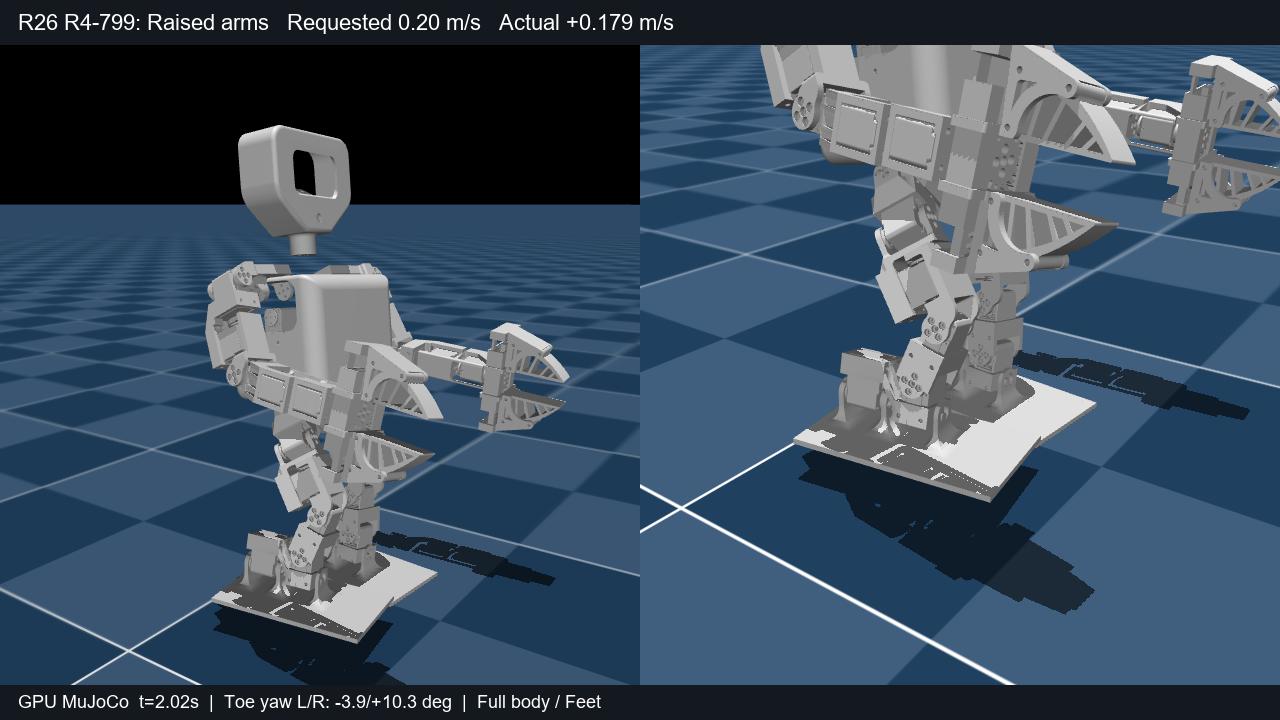 R26 R4-799: Raised arms   Requested 0.20 m/s   Actual +0.179 m/s
GPU MuJoCo  t=2.02s  |  Toe yaw L/R: -3.9/+10.3 deg  |  Full body / Feet